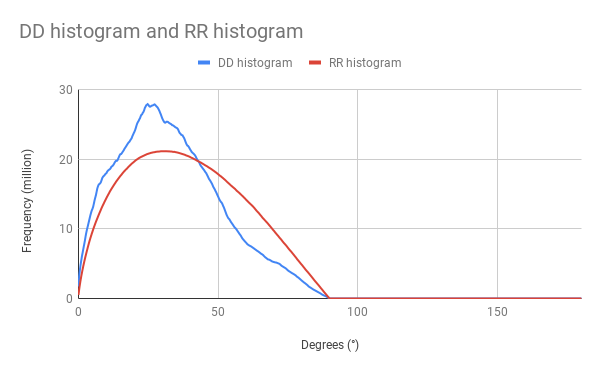 DD histogram and RR histogram
DD histogram RR histogram
30
20
10
0
0 50 100 150
Frequency (million)
Degrees (°)